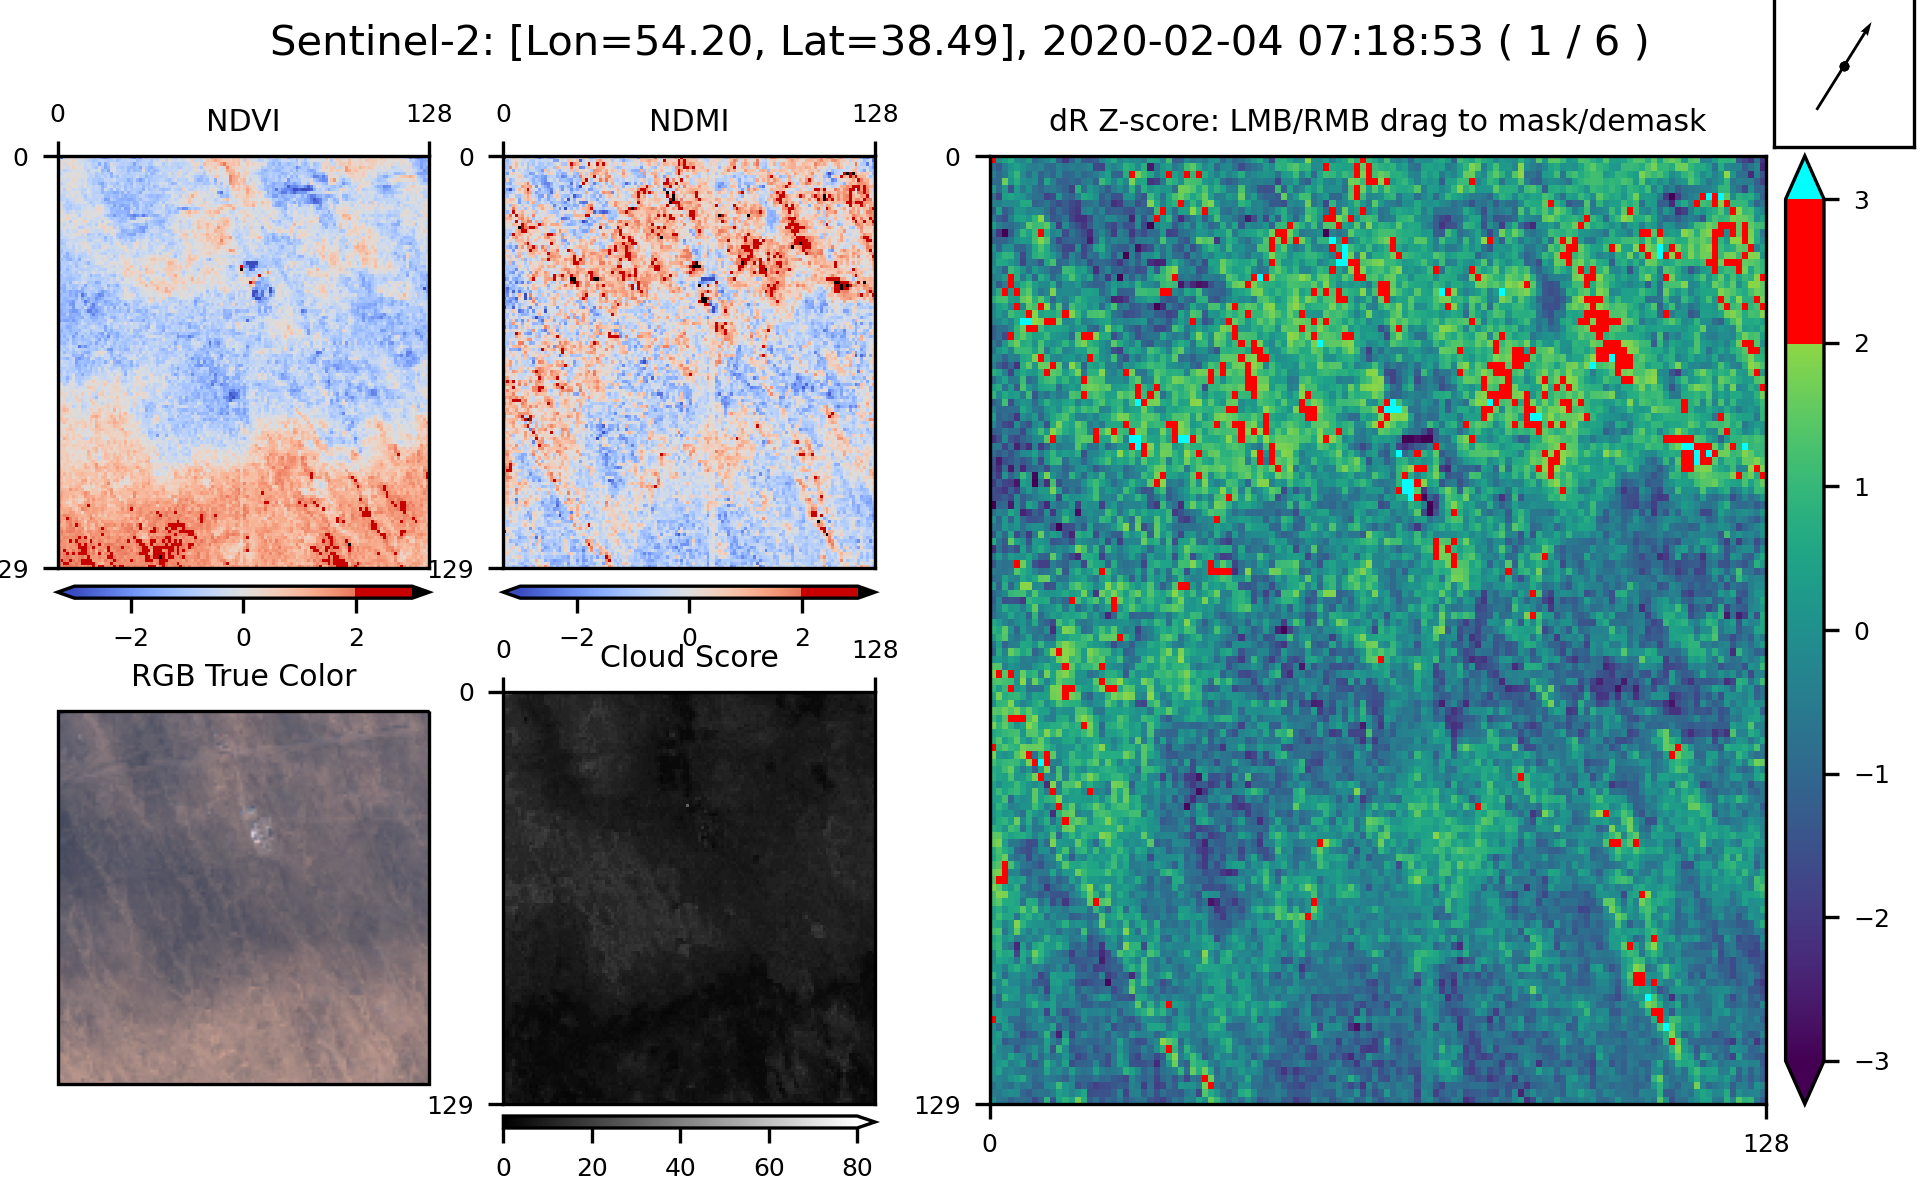 Sentinel-2: [Lon=54.20, Lat=38.49], 2020-02-04 07:18:53 ( 1 / 6 )
NDVI
0 128
0
29
−2 0 2
NDMI
0 128
0
129
−2 0 2
dR Z-score: LMB/RMB drag to mask/demask
0
129
0 128
3
2
1
0
−1
−2
−3
RGB True Color
Cloud Score
0 128
0
129
0 20 40 60 80